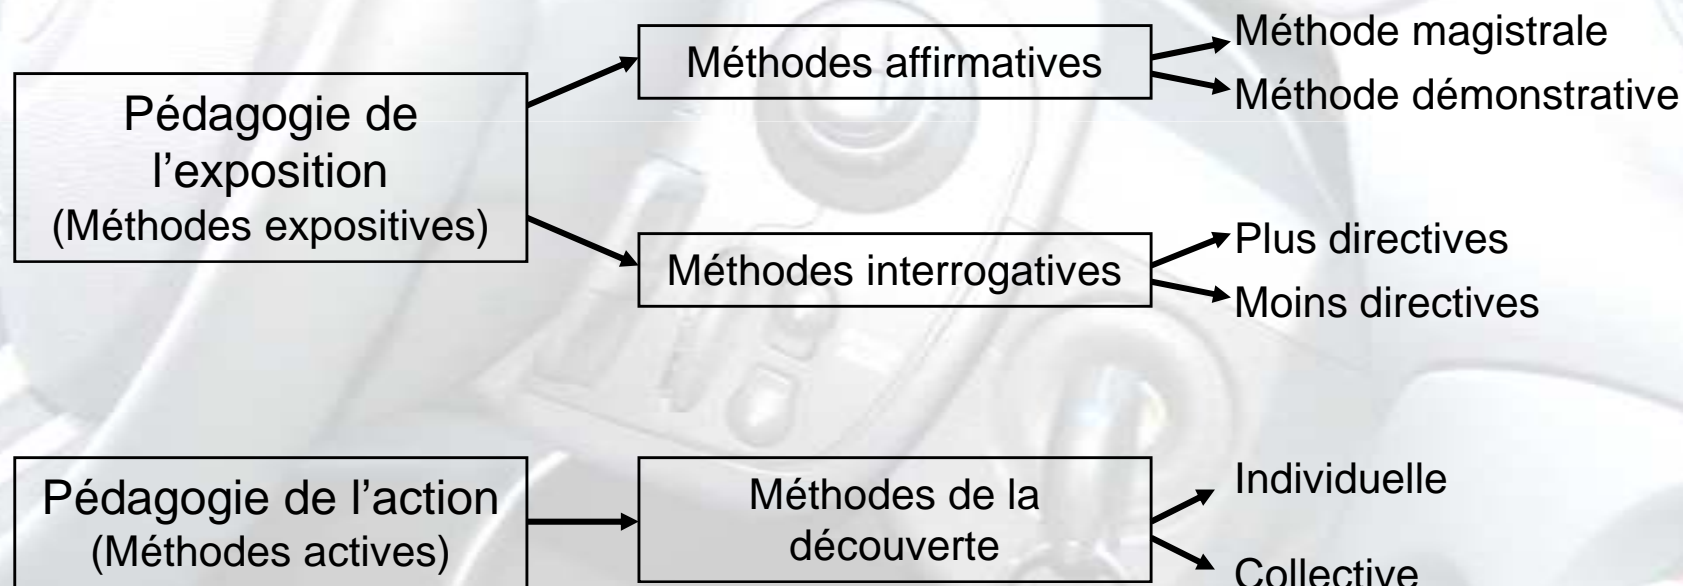 Pédagogie de
l’exposition
(Méthodes expositives)
Méthodes affirmatives
Méthode magistrale
Méthode démonstrative
Méthodes interrogatives
Plus directives
Moins directives
Pédagogie de l’action
(Méthodes actives)
Méthodes de la
découverte
Individuelle
Collective